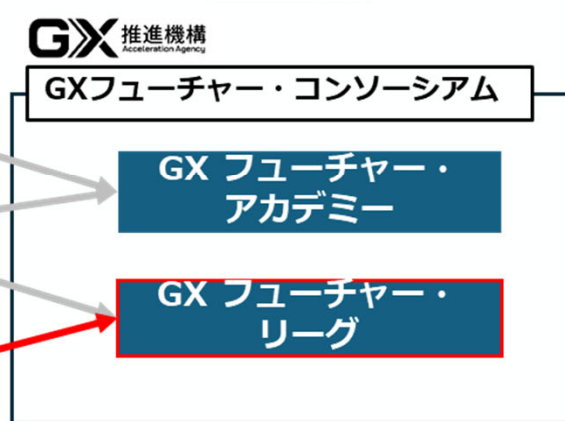 GX 推進機構
Acceleration Agency
GXフューチャー・コンソーシアム
GX フューチャー・
アカデミー
GX フューチャー・
リーグ